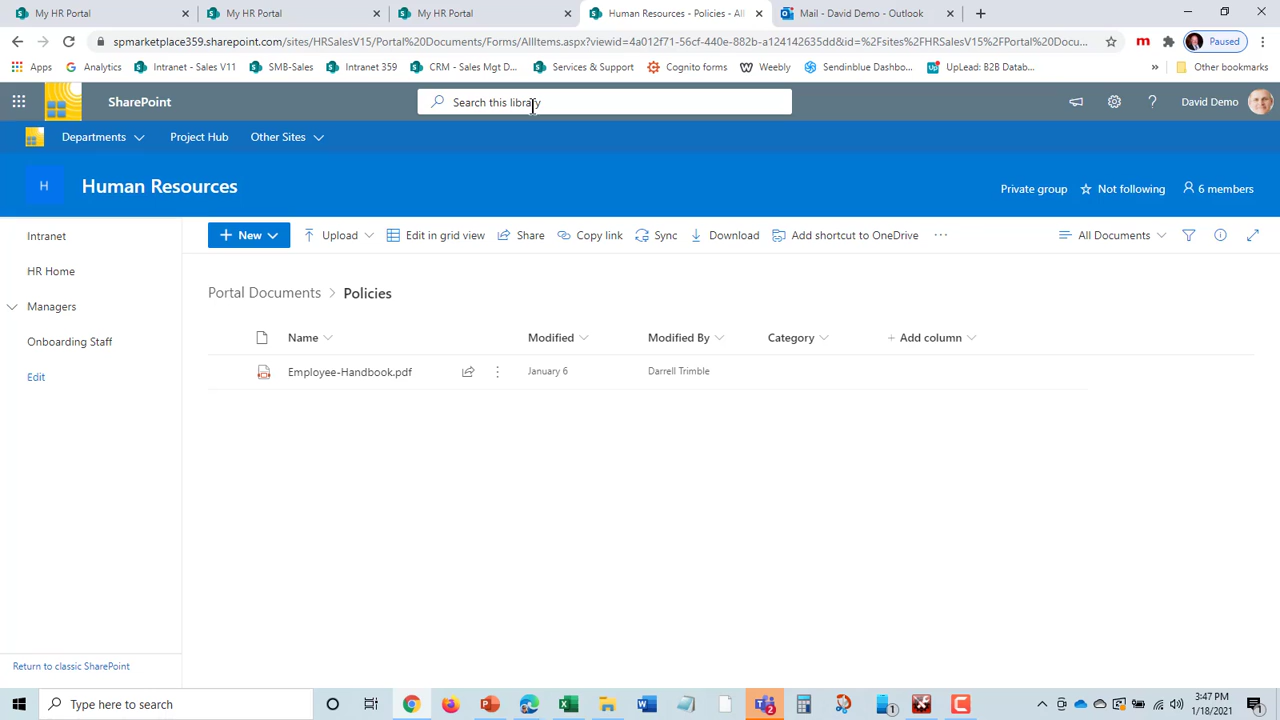 My HR Portal
My HR Portal
My HR Portal
Human Resources - Policies - All
Mail - David Demo - Outlook
spmarketplace359.sharepoint.com/sites/HRSalesV15/Portal%20Documents/Forms/AllItems.aspx?viewid=4a012f71-56cf-440e-882b-a124142635dd&id=%2Fsites%2FHRSalesV15%2FPortal%20Docu...
Paused
Apps
Analytics
Intranet - Sales V11
SMB-Sales
Intranet 359
CRM - Sales Mgt D...
Services & Support
Cognito forms
Weebly
Sendinblue Dashbo...
UpLead: B2B Datab...
Other bookmarks
SharePoint
Search this library
David Demo
Departments
Project Hub
Other Sites
H
Human Resources
Private group
Not following
6 members
Intranet
HR Home
Managers
Onboarding Staff
Edit
Return to classic SharePoint
New
Upload
Edit in grid view
Share
Copy link
Sync
Download
Add shortcut to OneDrive
All Documents
Portal Documents > Policies
Name
Modified
Modified By
Category
+ Add column
Employee-Handbook.pdf
January 6
Darrell Trimble
Type here to search
3:47 PM
1/18/2021